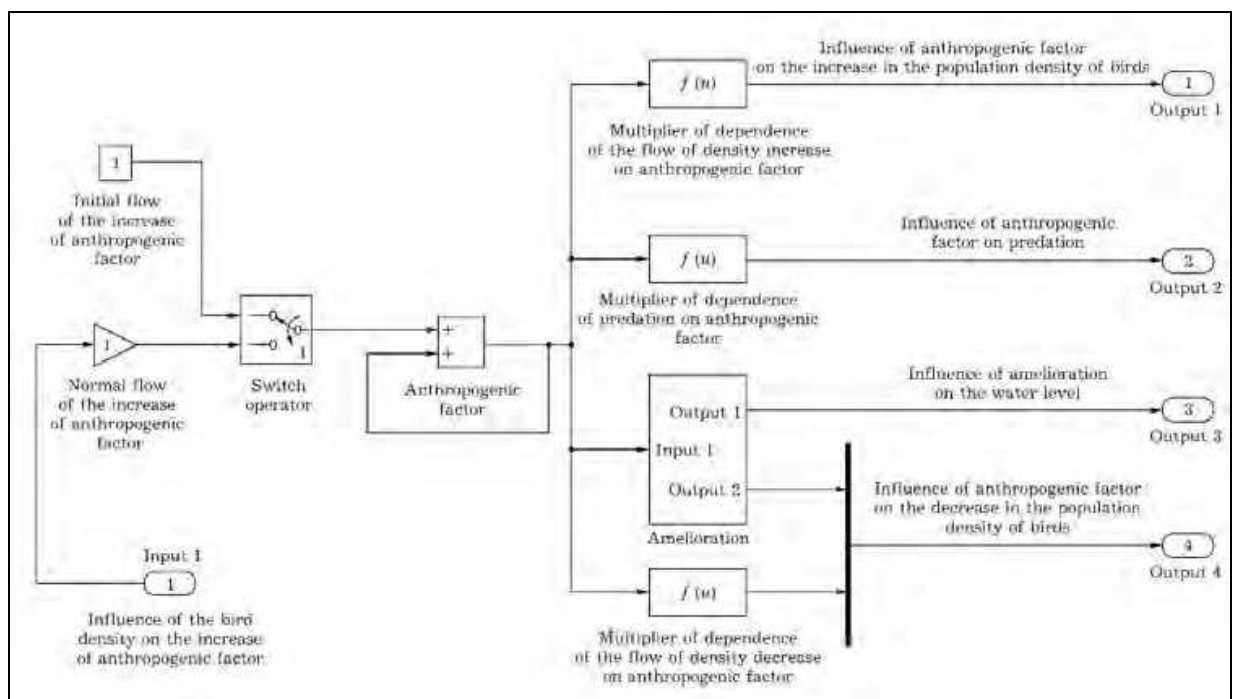 Influence of anthropogenic factor
on the increase in the population density of birds
f (u)
1
Output 1
Multiplier of dependence
of the flow of density increase
on anthropogenic factor
1
Initial flow
of the increase
of anthropogenic
factor
Influence of anthropogenic
factor on predation
f (u)
2
Output 2
Multiplier of dependence
of predation on anthropogenic
factor
1
Normal flow
of the increase
of anthropogenic
factor
1
Switch
operator
+
+
Anthropogenic
factor
Influence of amelioration
on the water level
Output 1
Input 1
Output 2
Amelioration
3
Output 3
Influence of anthropogenic factor
on the decrease in the population
density of birds
4
Output 4
Input 1
1
Influence of the bird
density on the increase
of anthropogenic factor
f (u)
Multiplier of dependence
of the flow of density decrease
on anthropogenic factor